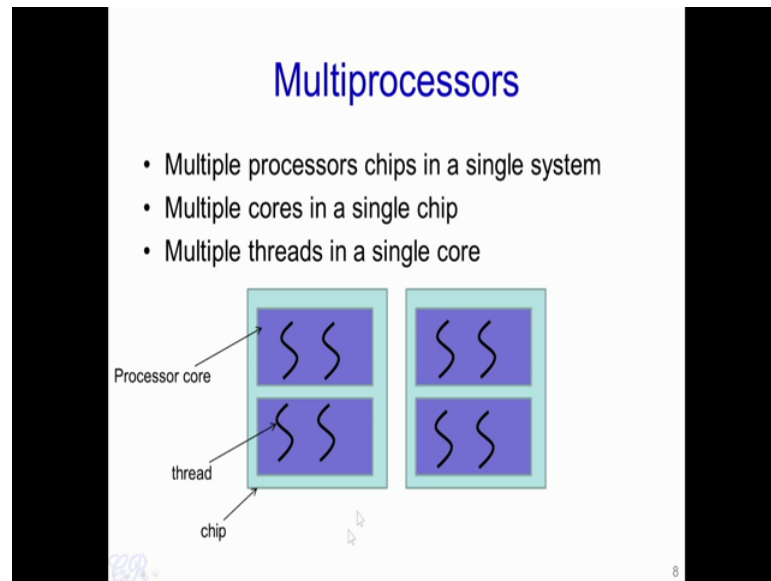 Multiprocessors
• Multiple processors chips in a single system
• Multiple cores in a single chip
• Multiple threads in a single core
Processor core
thread
chip
8